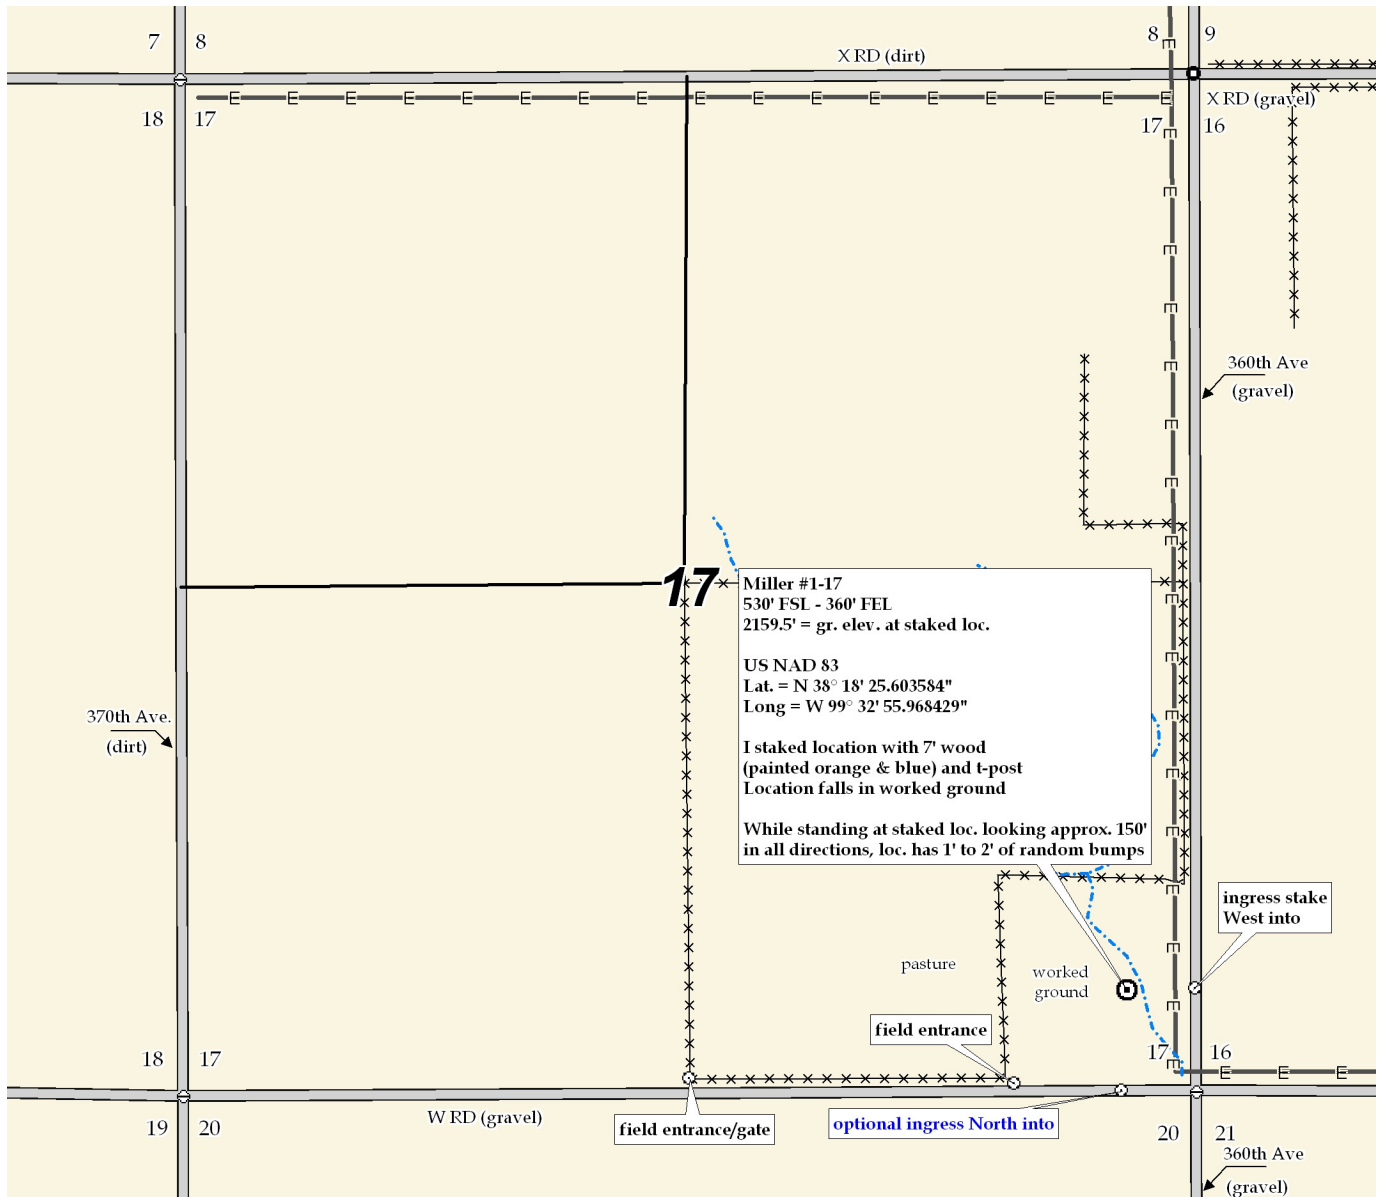 7 8
8 9
X RD (dirt)
X RD (gravel)
18 17
17 16
360th Ave
(gravel)
17
Miller #1-17
530' FSL - 360' FEL
2159.5' = gr. elev. at staked loc.
US NAD 83
Lat. = N 38° 18' 25.603584"
Long = W 99° 32' 55.968429"
I staked location with 7' wood
(painted orange & blue) and t-post
Location falls in worked ground
While standing at staked loc. looking approx. 150'
in all directions, loc. has 1' to 2' of random bumps
370th Ave.
(dirt)
ingress stake
West into
pasture
worked
ground
field entrance
18 17
17 16
W RD (gravel)
field entrance/gate
optional ingress North into
19 20
20 21
360th Ave
(gravel)